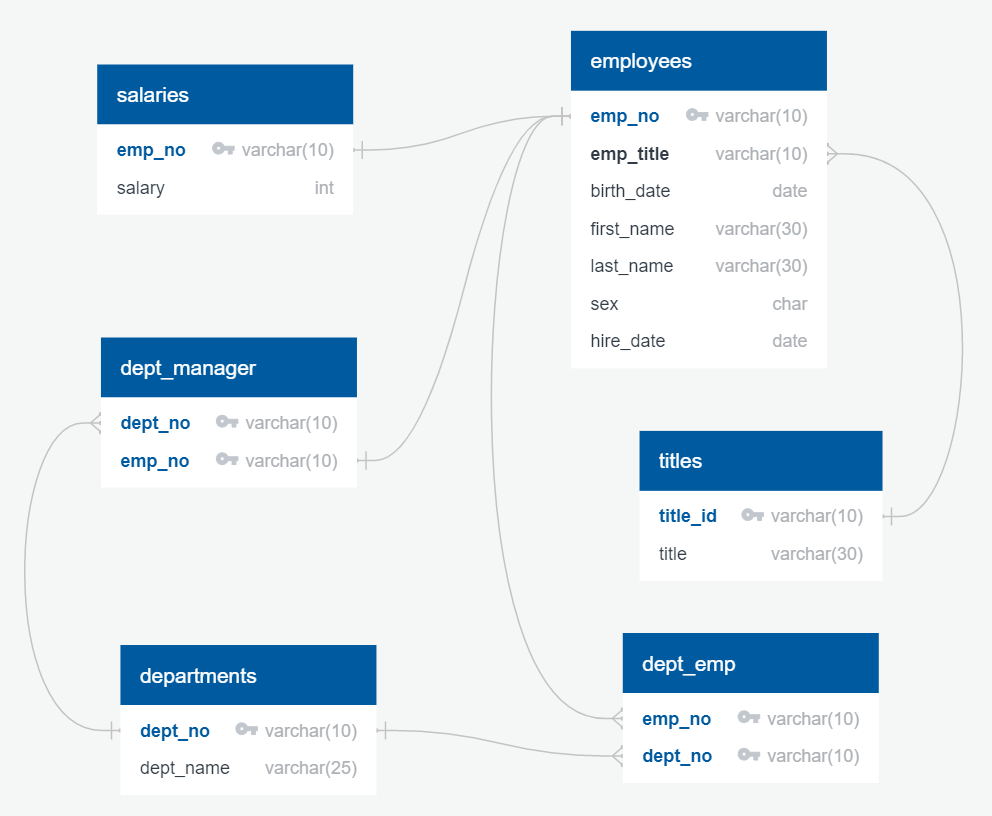 salaries
emp_no varchar(10)
salary int
employees
emp_no varchar(10)
emp_title varchar(10)
birth_date date
first_name varchar(30)
last_name varchar(30)
sex char
hire_date date
dept_manager
dept_no varchar(10)
emp_no varchar(10)
titles
title_id varchar(10)
title varchar(30)
departments
dept_no varchar(10)
dept_name varchar(25)
dept_emp
emp_no varchar(10)
dept_no varchar(10)